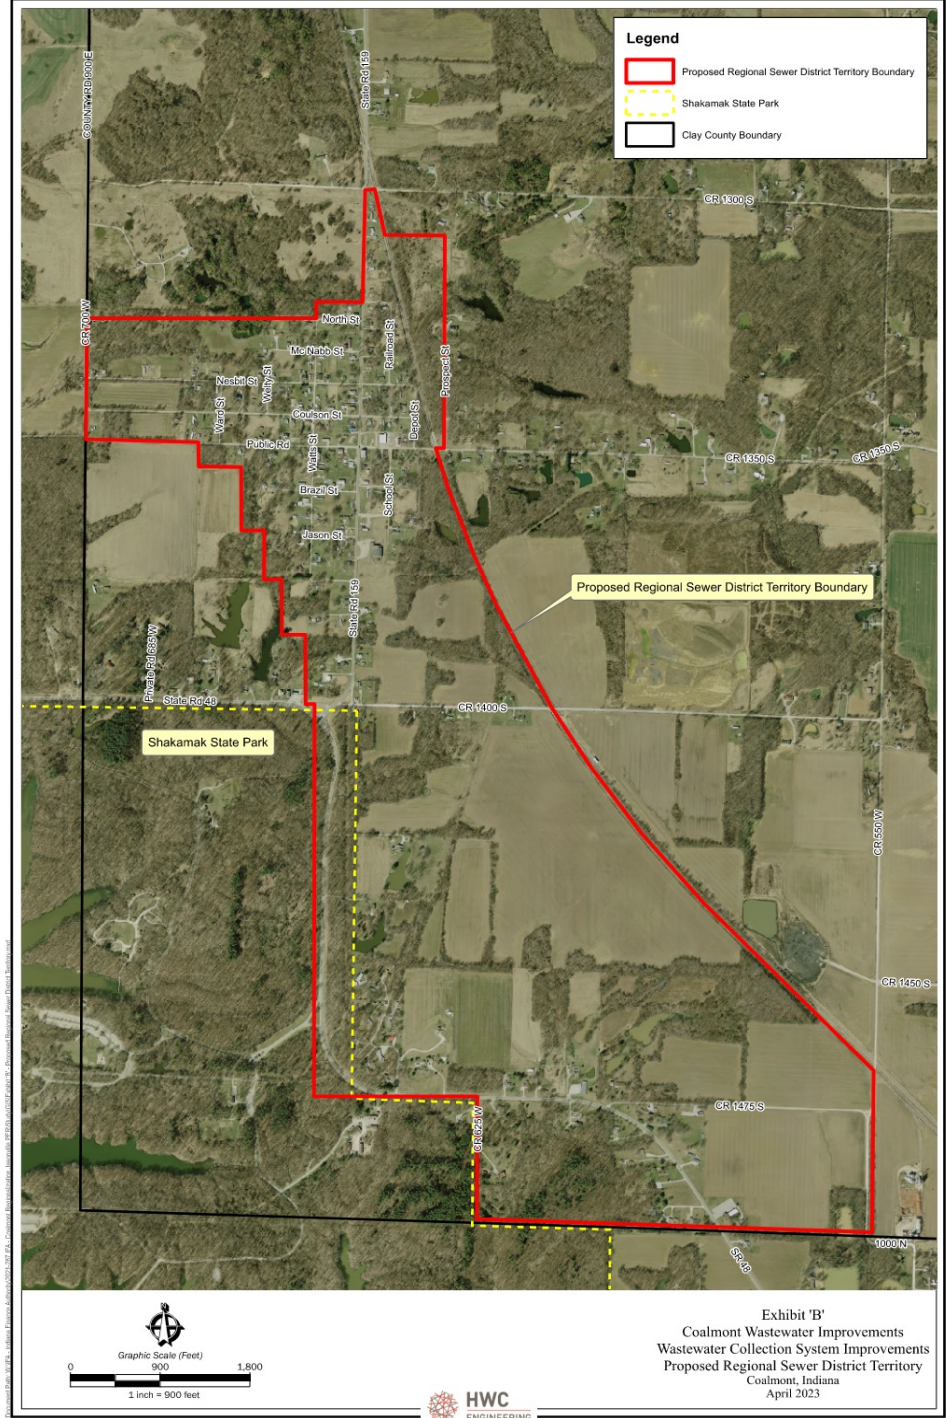 Legend
Proposed Regional Sewer District Territory Boundary
Shakamak State Park
Clay County Boundary
COUNTY RD 900 E
State Rd 159
CR 1300 S
CR 700 W
North St
Mc Nabb St
Railroad St
Prospect St
Nesbit St
Welty St
Ward St
Coulson St
Depot St
Public Rd
Watts St
CR 1350 S
CR 1350 S
Brazil St
School St
Jason St
Proposed Regional Sewer District Territory Boundary
State Rd 159
Private Rd 685 W
State Rd 48
CR 1400 S
Shakamak State Park
CR 550 W
CR 1450 S
CR 1475 S
CR 625 W
1000 N
SR 48
Graphic Scale (Feet)
0 900 1,800
1 inch = 900 feet
Exhibit 'B'
Coalmont Wastewater Improvements
Wastewater Collection System Improvements
Proposed Regional Sewer District Territory
Coalmont, Indiana
April 2023
HWC
ENGINEERING